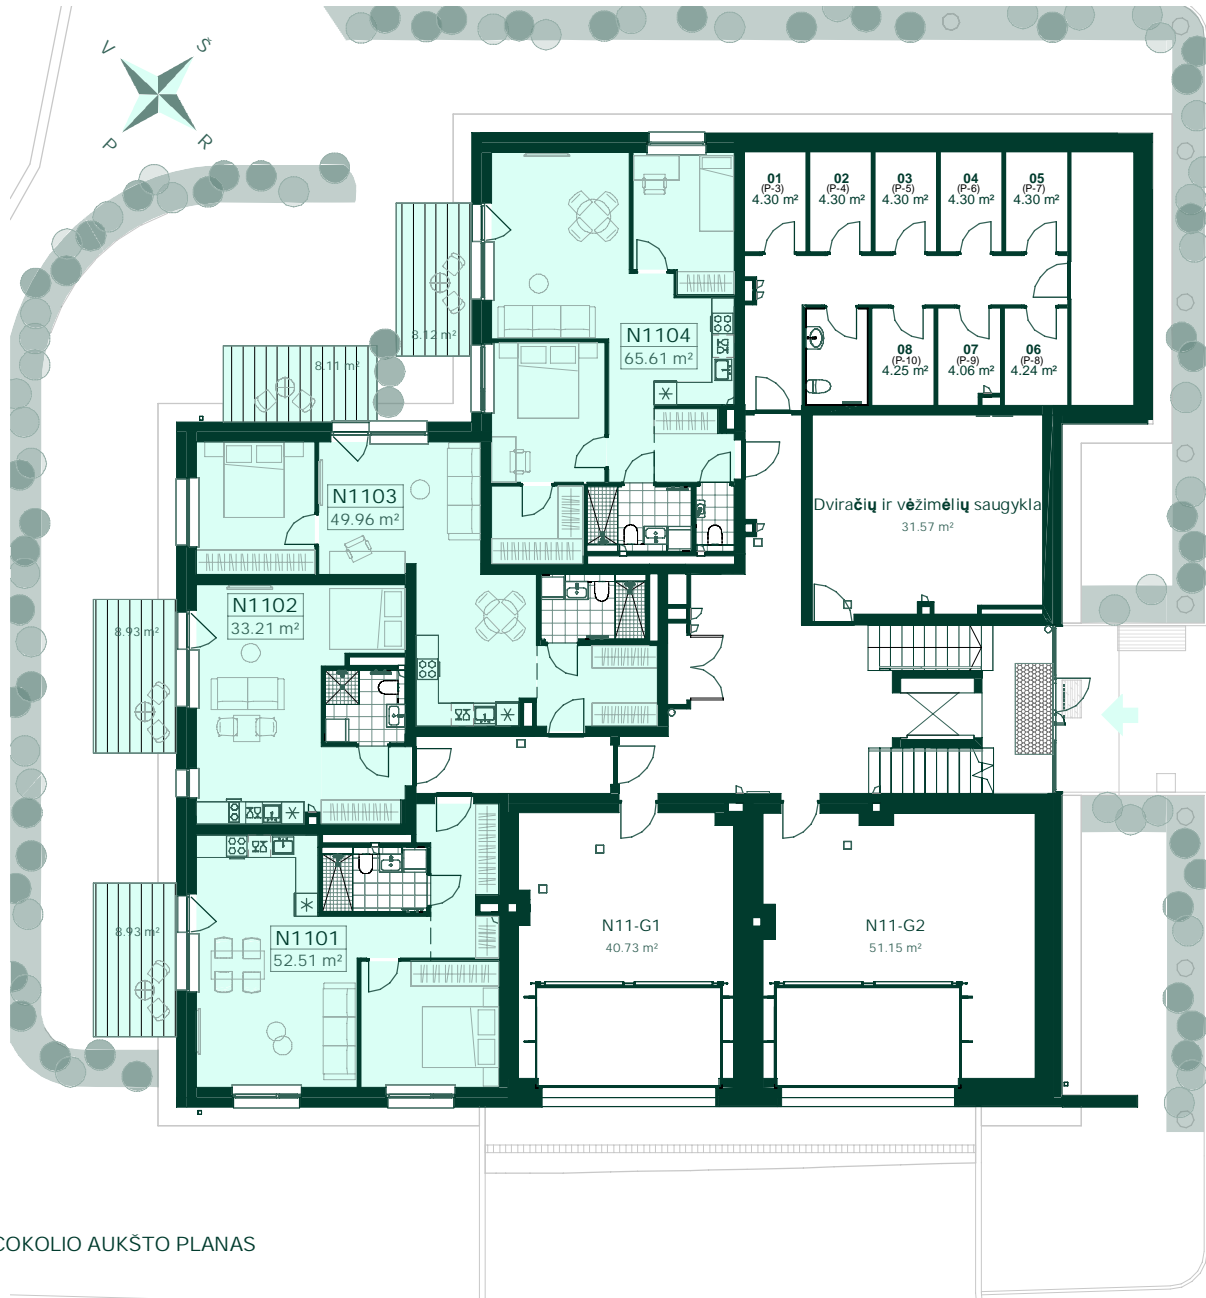 V
Š
P
R
01
(P-3)
4.30 m²
02
(P-4)
4.30 m²
03
(P-5)
4.30 m²
04
(P-6)
4.30 m²
05
(P-7)
4.30 m²
8.12 m²
N1104
65.61 m²
08
(P-10)
4.25 m²
07
(P-9)
4.06 m²
06
(P-8)
4.24 m²
8.11 m²
N1103
49.96 m²
Dviračių ir vėžimėlių saugykla
31.57 m²
N1102
33.21 m²
8.93 m²
8.93 m²
N1101
52.51 m²
N11-G1
40.73 m²
N11-G2
51.15 m²
COKOLIO AUKŠTO PLANAS